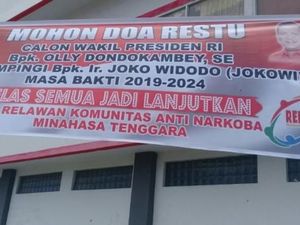 MOHON DOA RESTU
CALON WAKIL PRESIDEN RI
Bpk. OLLY DONDOKAMBEY, SE
MPINGI Bpk. Ir. JOKO WIDODO (JOKOWI
MASA BAKTI 2019-2024
LAS SEMUA JADI LANJUTKAN
RELAWAN KOMUNITAS ANTI NARKOBA
MINAHASA TENGGARA